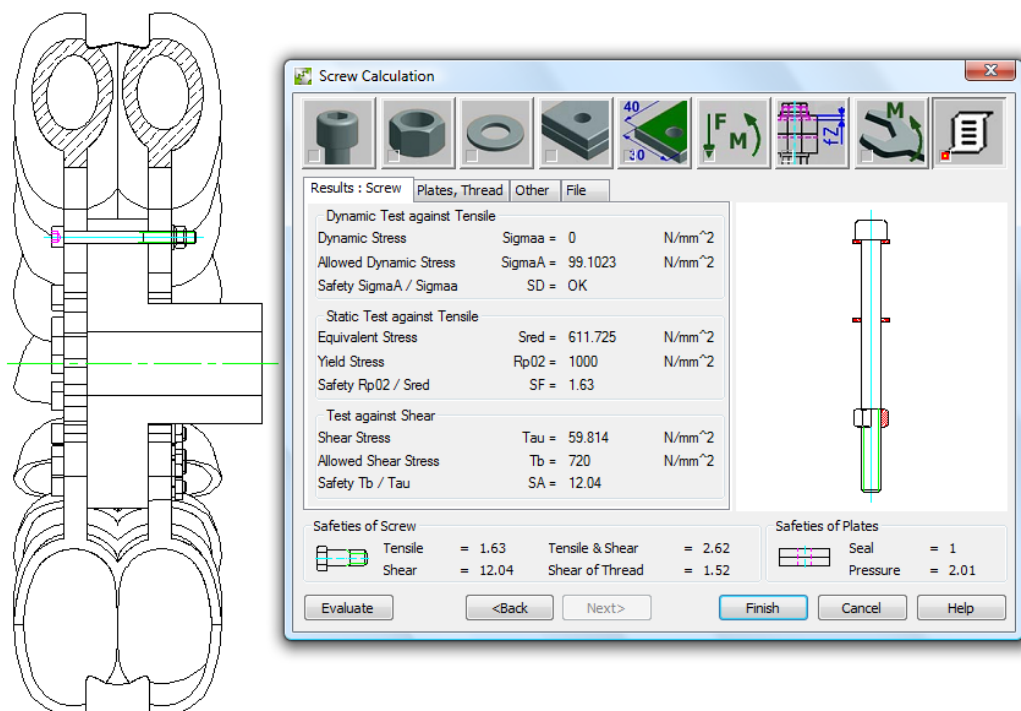 Screw Calculation
40
30
F
M
fZ
M
Results : Screw Plates, Thread Other File
Dynamic Test against Tensile
Dynamic Stress Sigmaa = 0 N/mm^2
Allowed Dynamic Stress SigmaA = 99.1023 N/mm^2
Safety SigmaA / Sigmaa SD = OK
Static Test against Tensile
Equivalent Stress Sred = 611.725 N/mm^2
Yield Stress Rp02 = 1000 N/mm^2
Safety Rp02 / Sred SF = 1.63
Test against Shear
Shear Stress Tau = 59.814 N/mm^2
Allowed Shear Stress Tb = 720 N/mm^2
Safety Tb / Tau SA = 12.04
Safeties of Screw
Tensile = 1.63 Tensile & Shear = 2.62
Shear = 12.04 Shear of Thread = 1.52
Safeties of Plates
Seal = 1
Pressure = 2.01
Evaluate <Back Next> Finish Cancel Help